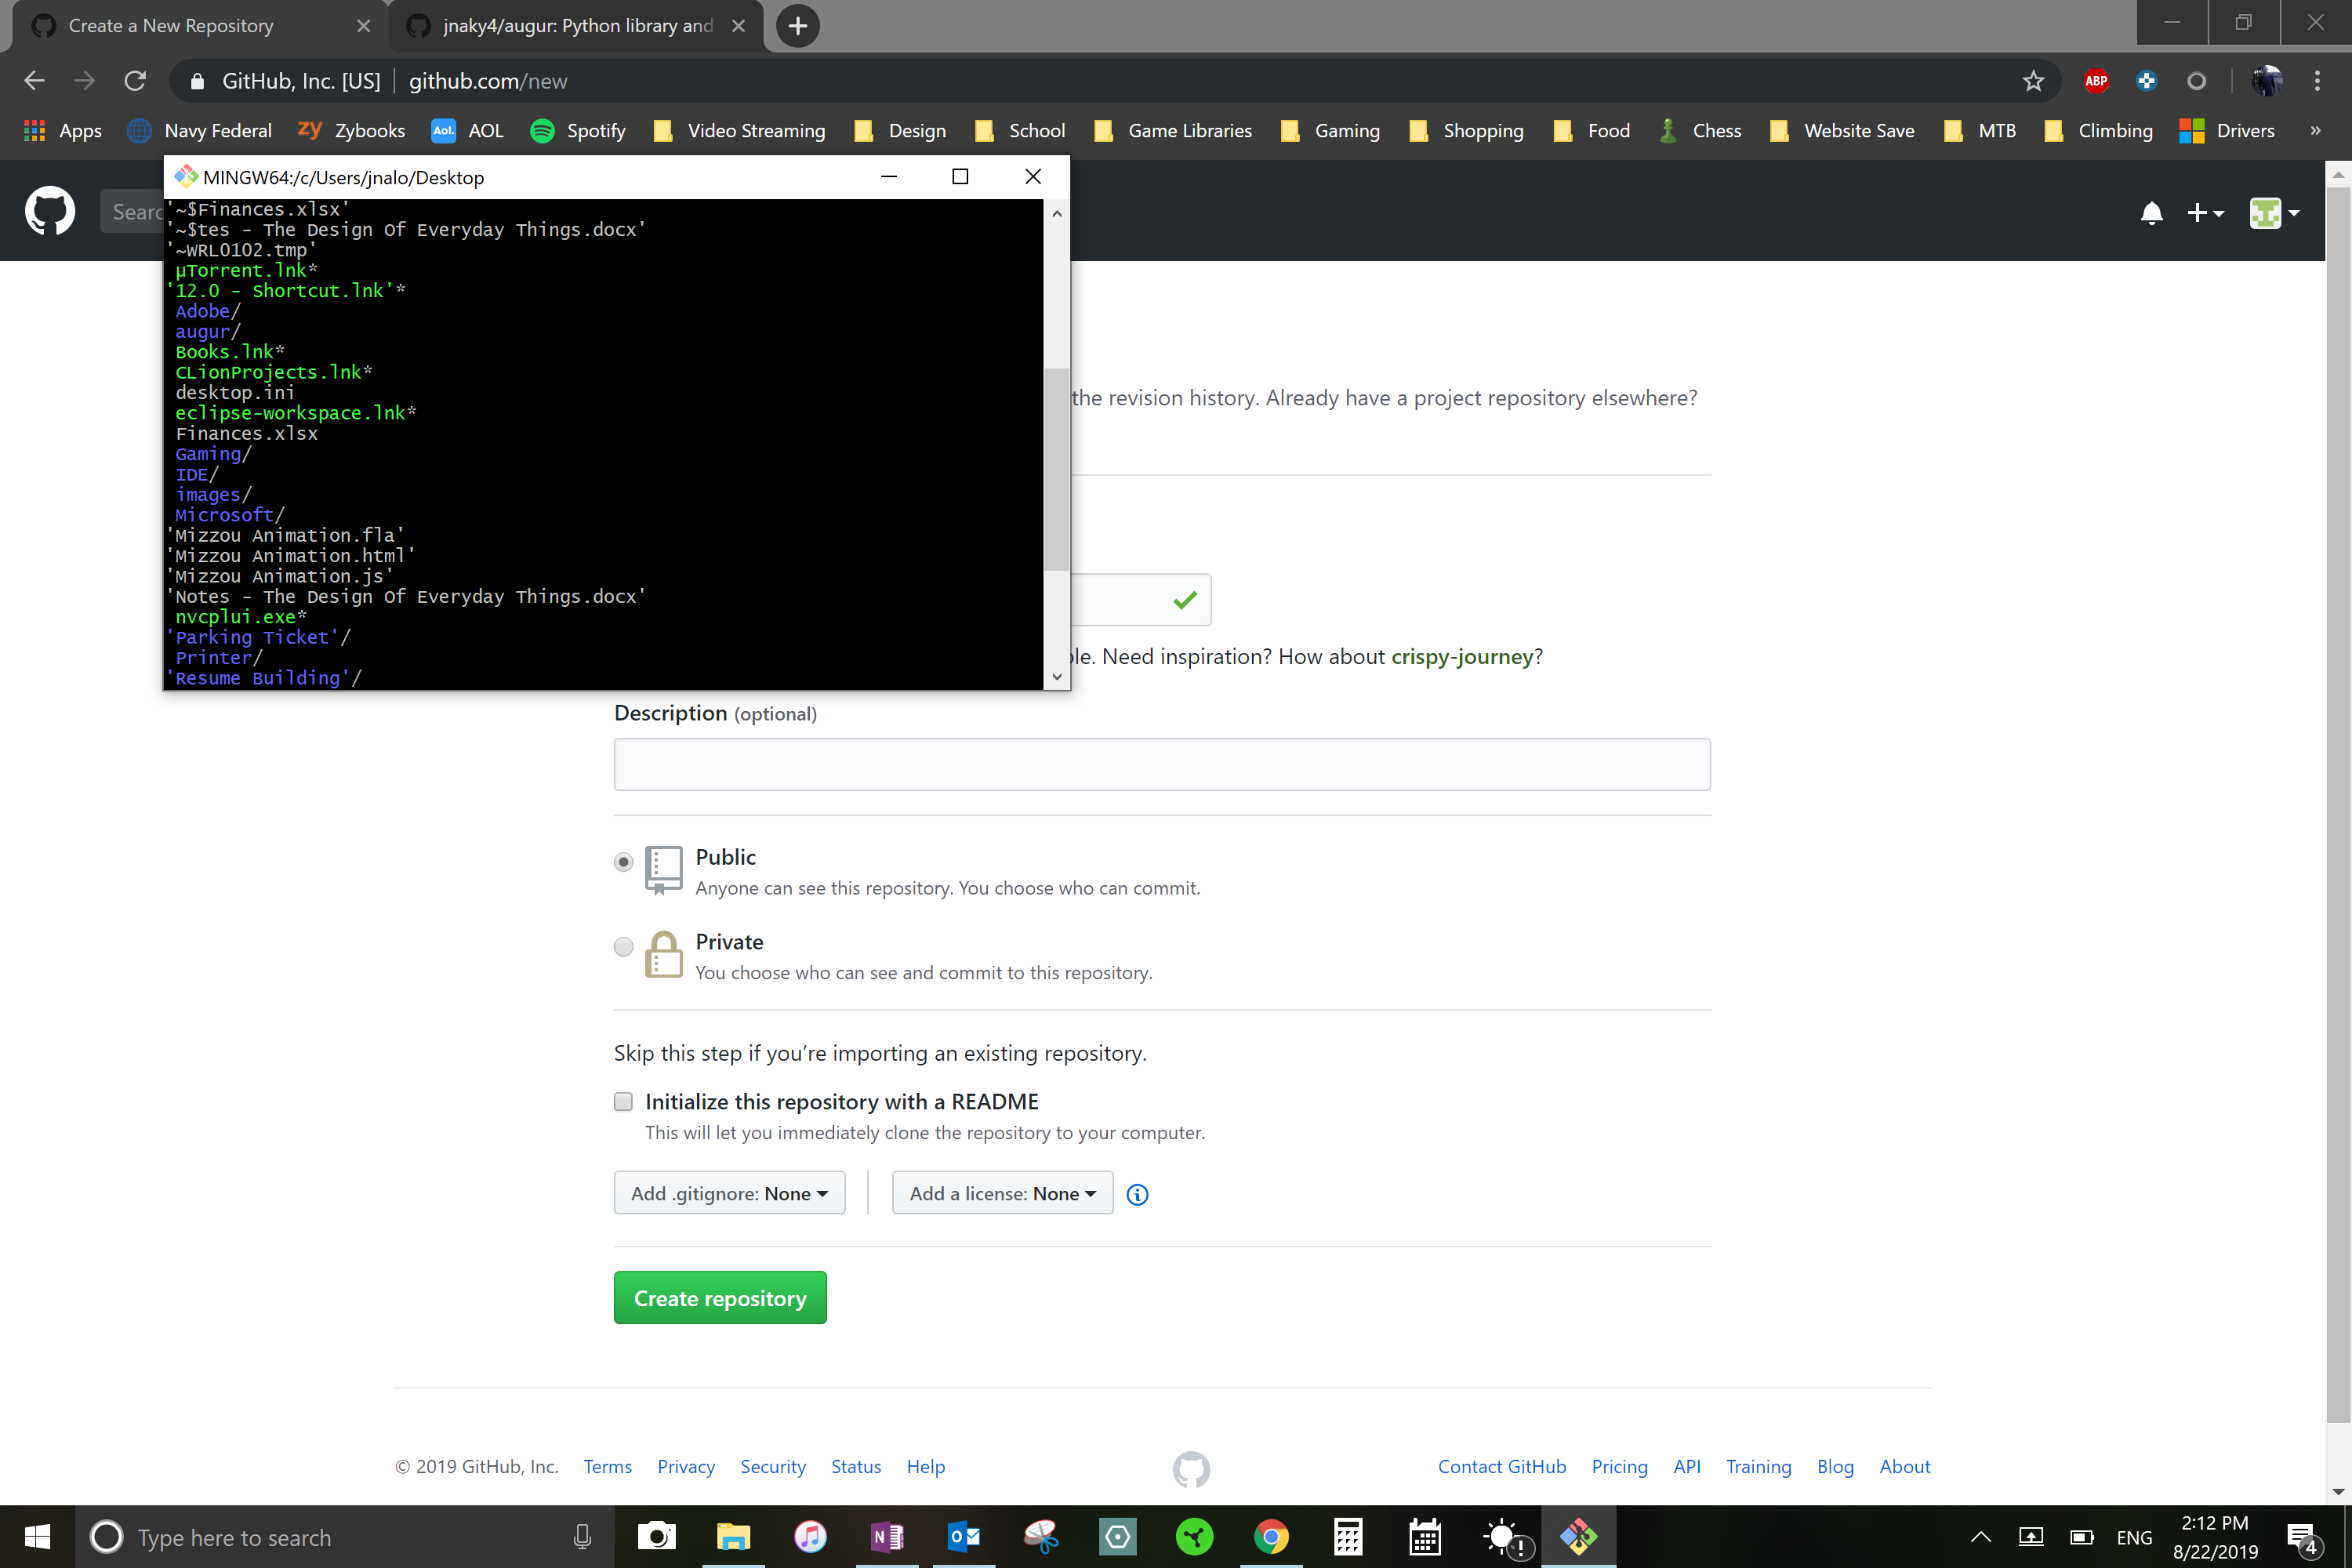 Create a New Repository
jnaky4/augur: Python library and
GitHub, Inc. [US] github.com/new
ABP
Apps Navy Federal zy Zybooks Aol. AOL Spotify Video Streaming Design School Game Libraries Gaming Shopping Food Chess Website Save MTB Climbing Drivers »
MINGW64:/c/Users/jnalo/Desktop
Searc
'~$Finances.xlsx'
'~$tes - The Design Of Everyday Things.docx'
'~WRL0102.tmp'
µTorrent.lnk*
'12.0 - Shortcut.lnk'*
Adobe/
augur/
Books.lnk*
CLionProjects.lnk*
desktop.ini
eclipse-workspace.lnk*
Finances.xlsx
Gaming/
IDE/
images/
Microsoft/
'Mizzou Animation.fla'
'Mizzou Animation.html'
'Mizzou Animation.js'
'Notes - The Design Of Everyday Things.docx'
nvcplui.exe*
'Parking Ticket'/
Printer/
'Resume Building'/
the revision history. Already have a project repository elsewhere?
ole. Need inspiration? How about crispy-journey?
Description (optional)
Public
Anyone can see this repository. You choose who can commit.
Private
You choose who can see and commit to this repository.
Skip this step if you’re importing an existing repository.
Initialize this repository with a README
This will let you immediately clone the repository to your computer.
Add .gitignore: None
Add a license: None
Create repository
© 2019 GitHub, Inc. Terms Privacy Security Status Help
Contact GitHub Pricing API Training Blog About
Type here to search
ENG
2:12 PM
8/22/2019
4